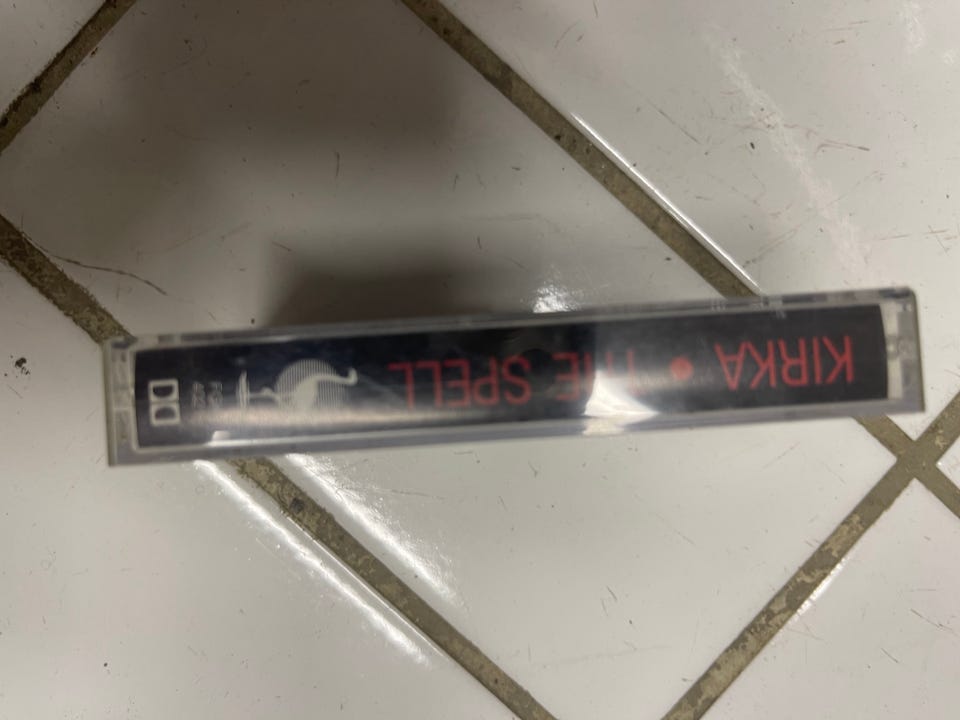 KIRKA • THE SPELL